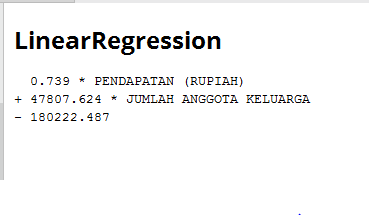 LinearRegression
0.739 * PENDAPATAN (RUPIAH)
+ 47807.624 * JUMLAH ANGGOTA KELUARGA
- 180222.487